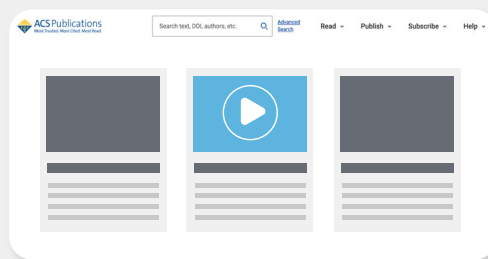 ACS Publications
Most Trusted. Most Cited. Most Read.
Search text, DOI, authors, etc.
Advanced
Search
Read
Publish
Subscribe
Help